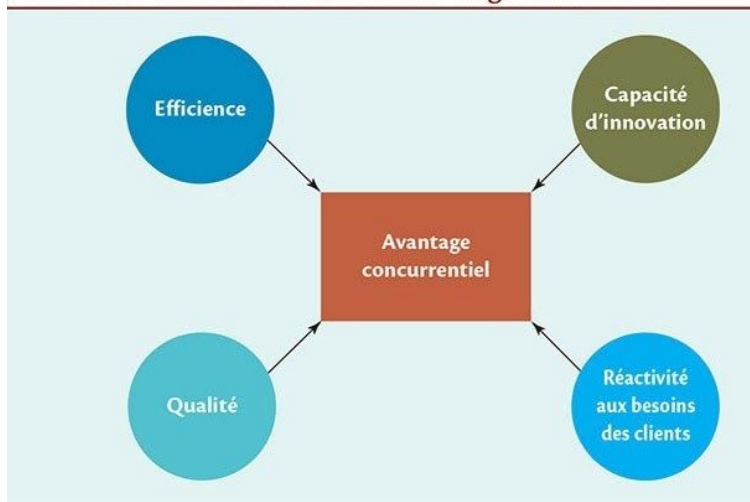 Efficience
Capacité
d'innovation
Avantage
concurrentiel
Qualité
Réactivité
aux besoins
des clients